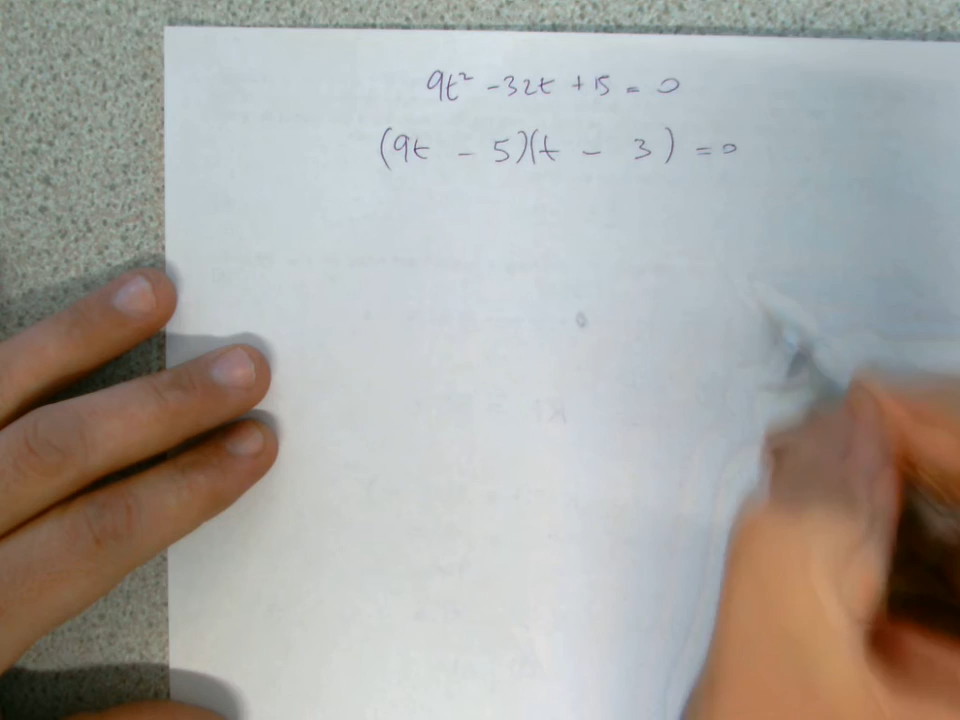 9t² - 32t + 15 = 0
(9t - 5)(t - 3) = 0